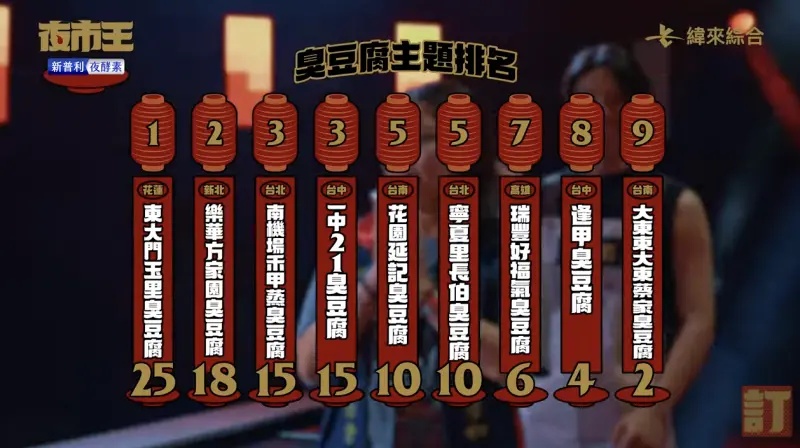 夜市王
新普利 夜酵素
緯來綜合
臭豆腐主題排名
1
花蓮
東大門玉里臭豆腐
25
2
新北
樂華方家園臭豆腐
18
3
台北
南機場禾甲蒸臭豆腐
15
3
台中
一中21臭豆腐
15
5
台南
花園延記臭豆腐
10
5
台北
寧夏里長伯臭豆腐
10
7
高雄
瑞豐好福氣臭豆腐
6
8
台中
逢甲臭豆腐
4
9
台南
大東東大東蔡家臭豆腐
2
訂